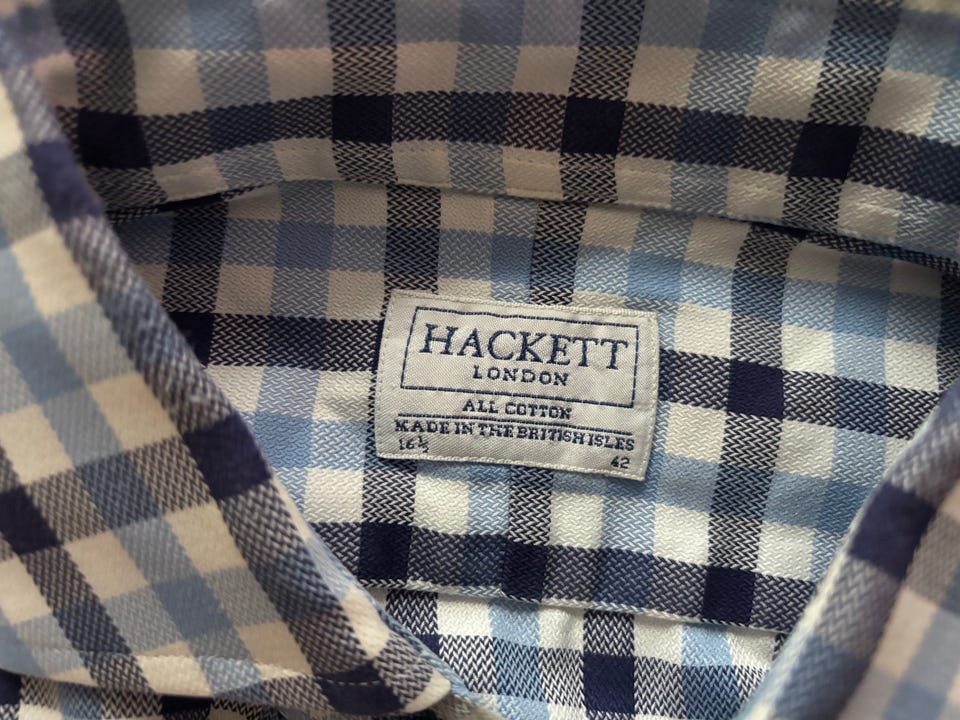 HACKETT
LONDON
ALL COTTON
MADE IN THE BRITISH ISLES
16½ 42